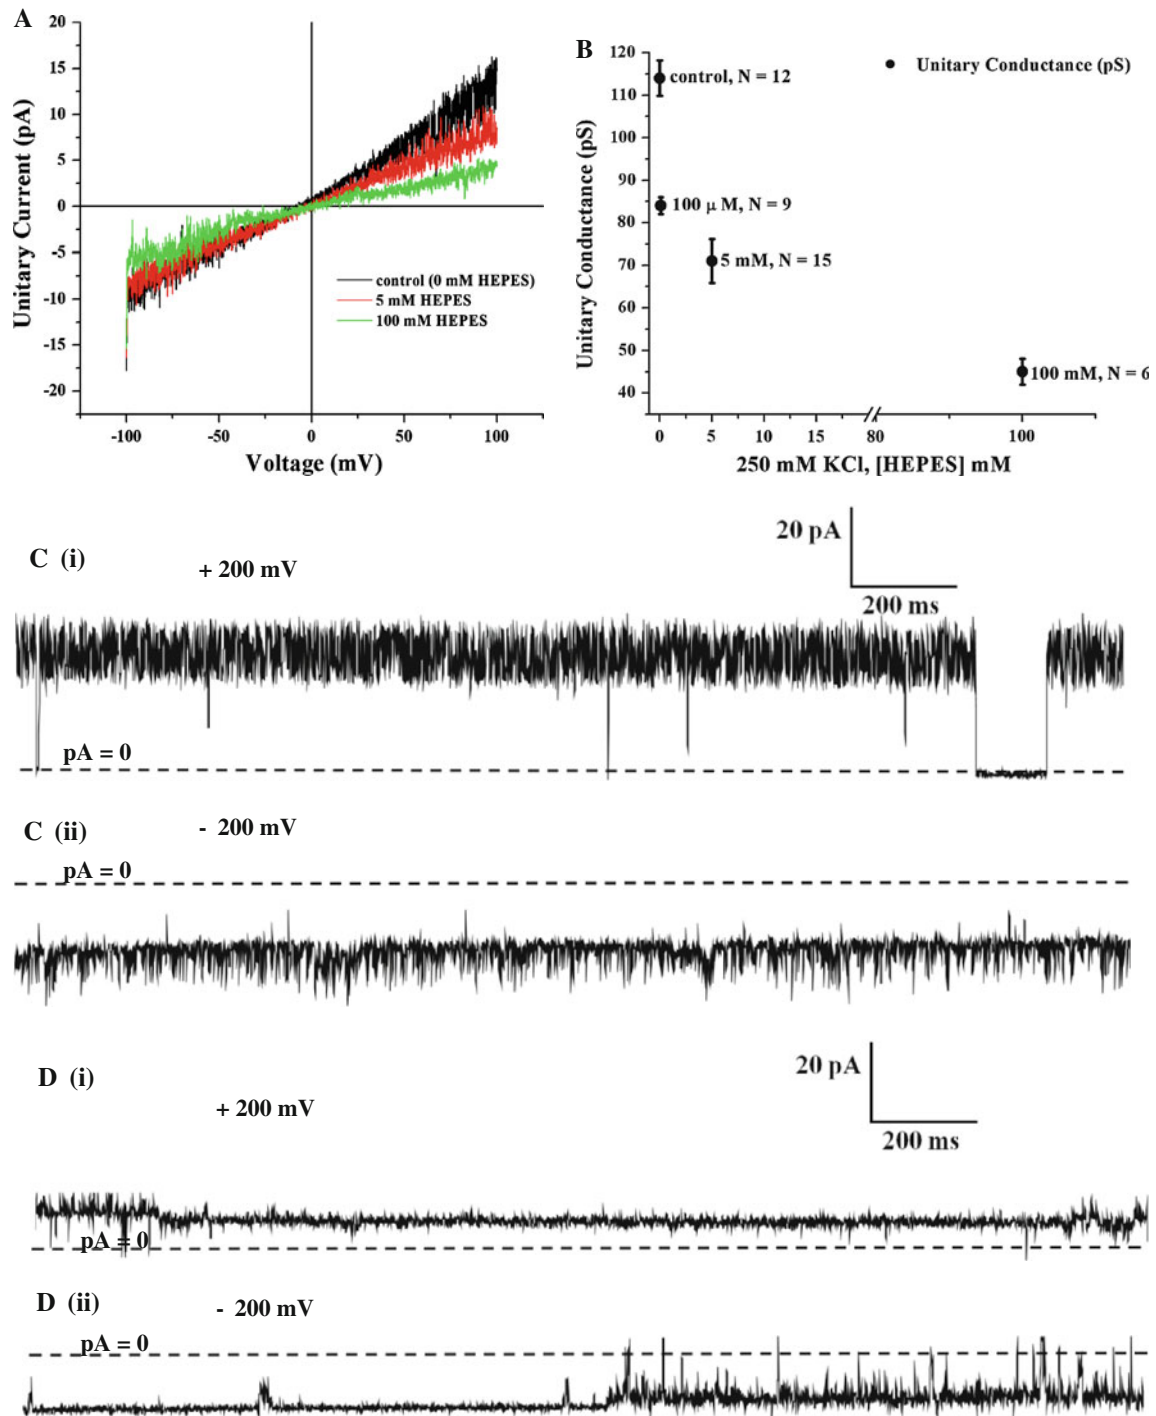 A
20
15
10
5
0
-5
-10
-15
-20
Unitary Current (pA)
control (0 mM HEPES)
5 mM HEPES
100 mM HEPES
-100
-50
0
50
100
Voltage (mV)
B
120
110
100
90
80
70
60
50
40
Unitary Conductance (pS)
Unitary Conductance (pS)
control, N = 12
100 μ M, N = 9
5 mM, N = 15
100 mM, N = 6
0
5
10
15
80
100
250 mM KCl, [HEPES] mM
C (i)
+ 200 mV
20 pA
200 ms
pA = 0
C (ii)
- 200 mV
pA = 0
D (i)
+ 200 mV
20 pA
200 ms
pA = 0
D (ii)
- 200 mV
pA = 0